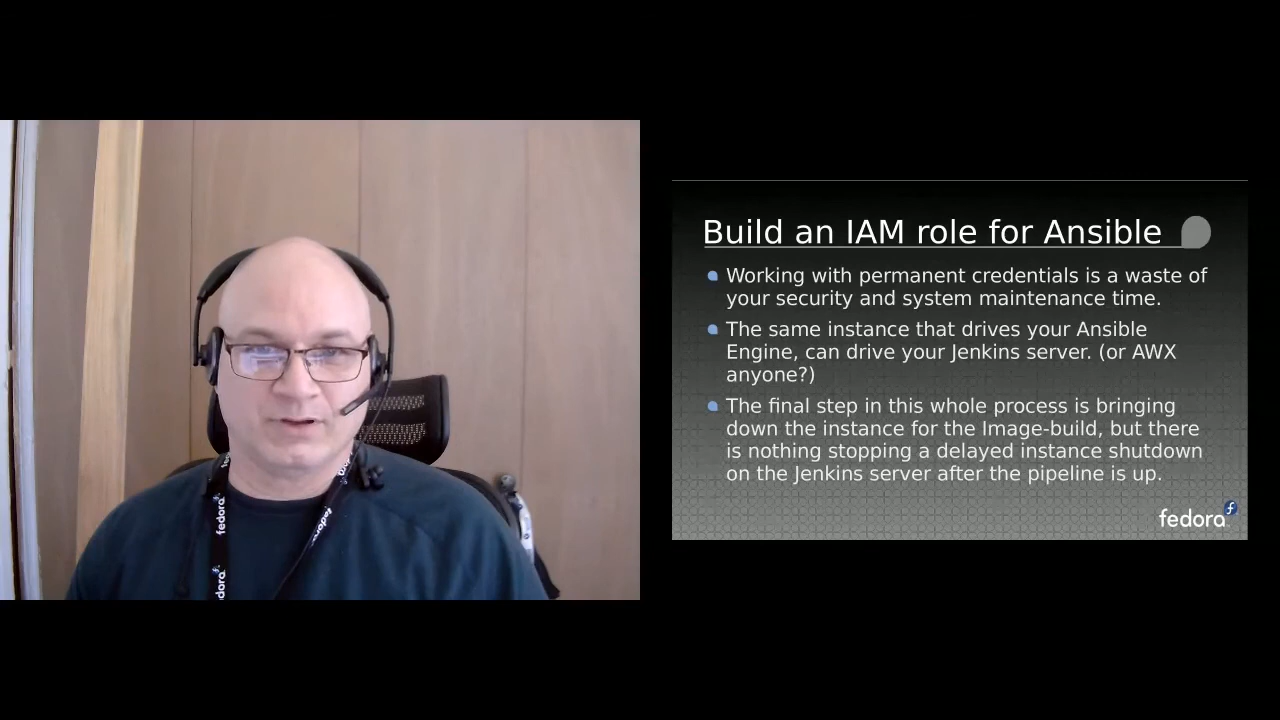 Build an IAM role for Ansible
Working with permanent credentials is a waste of
your security and system maintenance time.
The same instance that drives your Ansible
Engine, can drive your Jenkins server. (or AWX
anyone?)
The final step in this whole process is bringing
down the instance for the Image-build, but there
is nothing stopping a delayed instance shutdown
on the Jenkins server after the pipeline is up.
fedora
fedora
fedora
dora